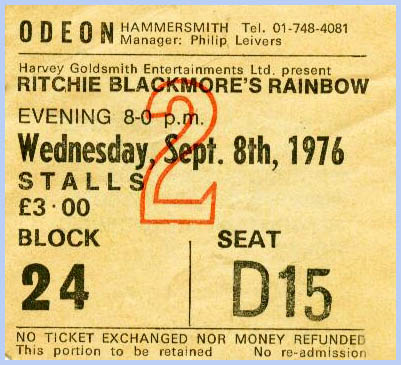 ODEON HAMMERSMITH Tel. 01-748-4081
Manager: Philip Leivers
Harvey Goldsmith Entertainments Ltd. present
RITCHIE BLACKMORE'S RAINBOW
EVENING 8-0 p.m.
Wednesday, Sept. 8th, 1976
2
STALLS
£3·00
BLOCK SEAT
24 D15
NO TICKET EXCHANGED NOR MONEY REFUNDED
This portion to be retained No re-admission